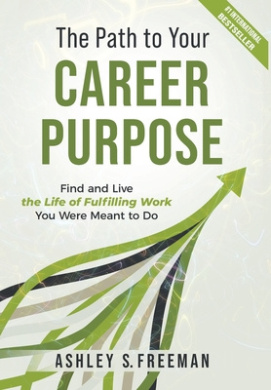 #1 INTERNATIONAL
BESTSELLER
The Path to Your
CAREER
PURPOSE
Find and Live
the Life of Fulfilling Work
You Were Meant to Do
ASHLEY S. FREEMAN